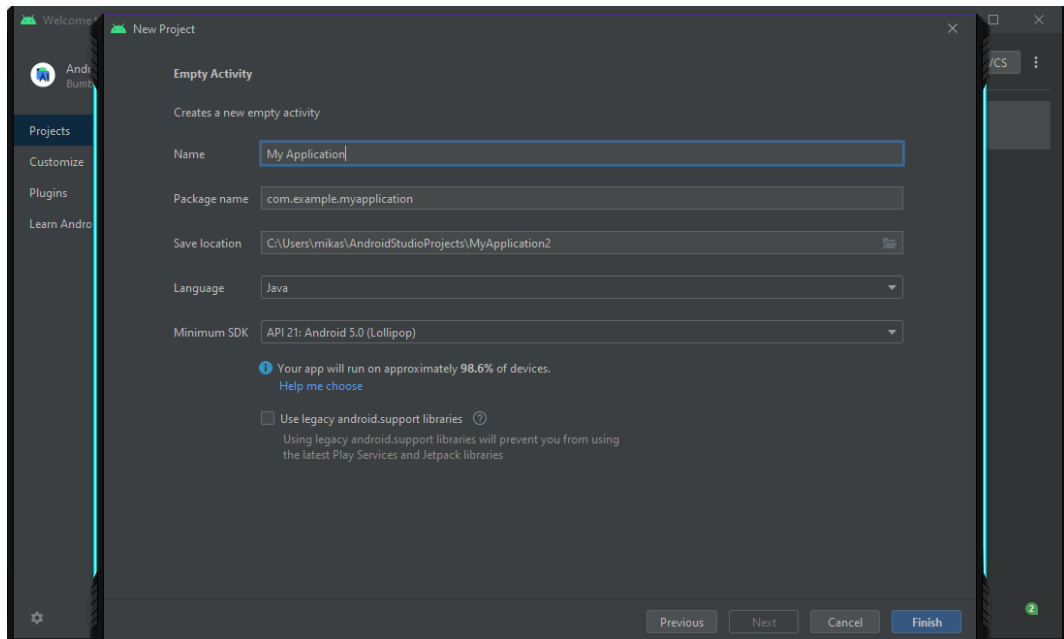 Welcome
New Project
/CS
Empty Activity
Creates a new empty activity
Projects
Customize
Plugins
Name
My Application
Package name
com.example.myapplication
Save location
C:\Users\mikas\AndroidStudioProjects\MyApplication2
Language
Java
Minimum SDK
API 21: Android 5.0 (Lollipop)
Your app will run on approximately 98.6% of devices.
Help me choose
Use legacy android.support libraries ?
Using legacy android.support libraries will prevent you from using
the latest Play Services and Jetpack libraries
2
Previous
Next
Cancel
Finish